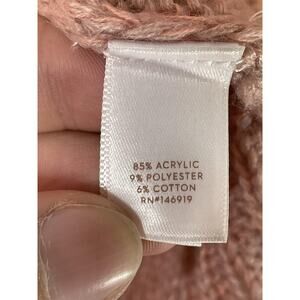 85% ACRYLIC
9% POLYESTER
6% COTTON
RN#146919